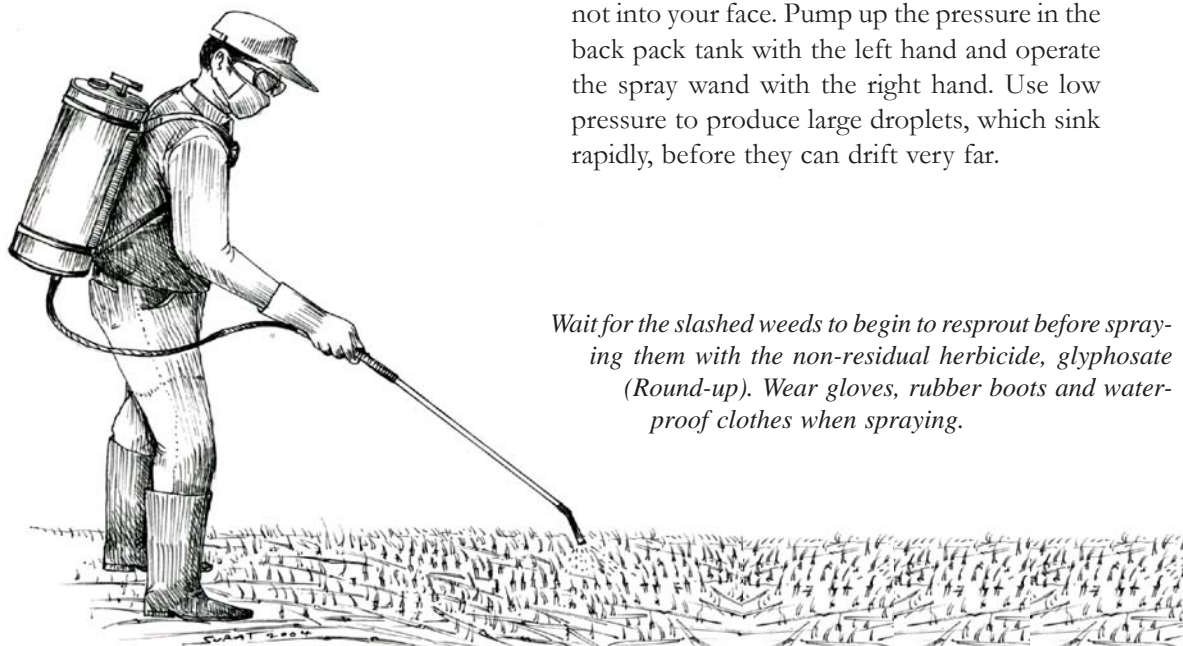 not into your face. Pump up the pressure in the
back pack tank with the left hand and operate
the spray wand with the right hand. Use low
pressure to produce large droplets, which sink
rapidly, before they can drift very far.
Wait for the slashed weeds to begin to resprout before spray-
ing them with the non-residual herbicide, glyphosate
(Round-up). Wear gloves, rubber boots and water-
proof clothes when spraying.
SURAT 2004